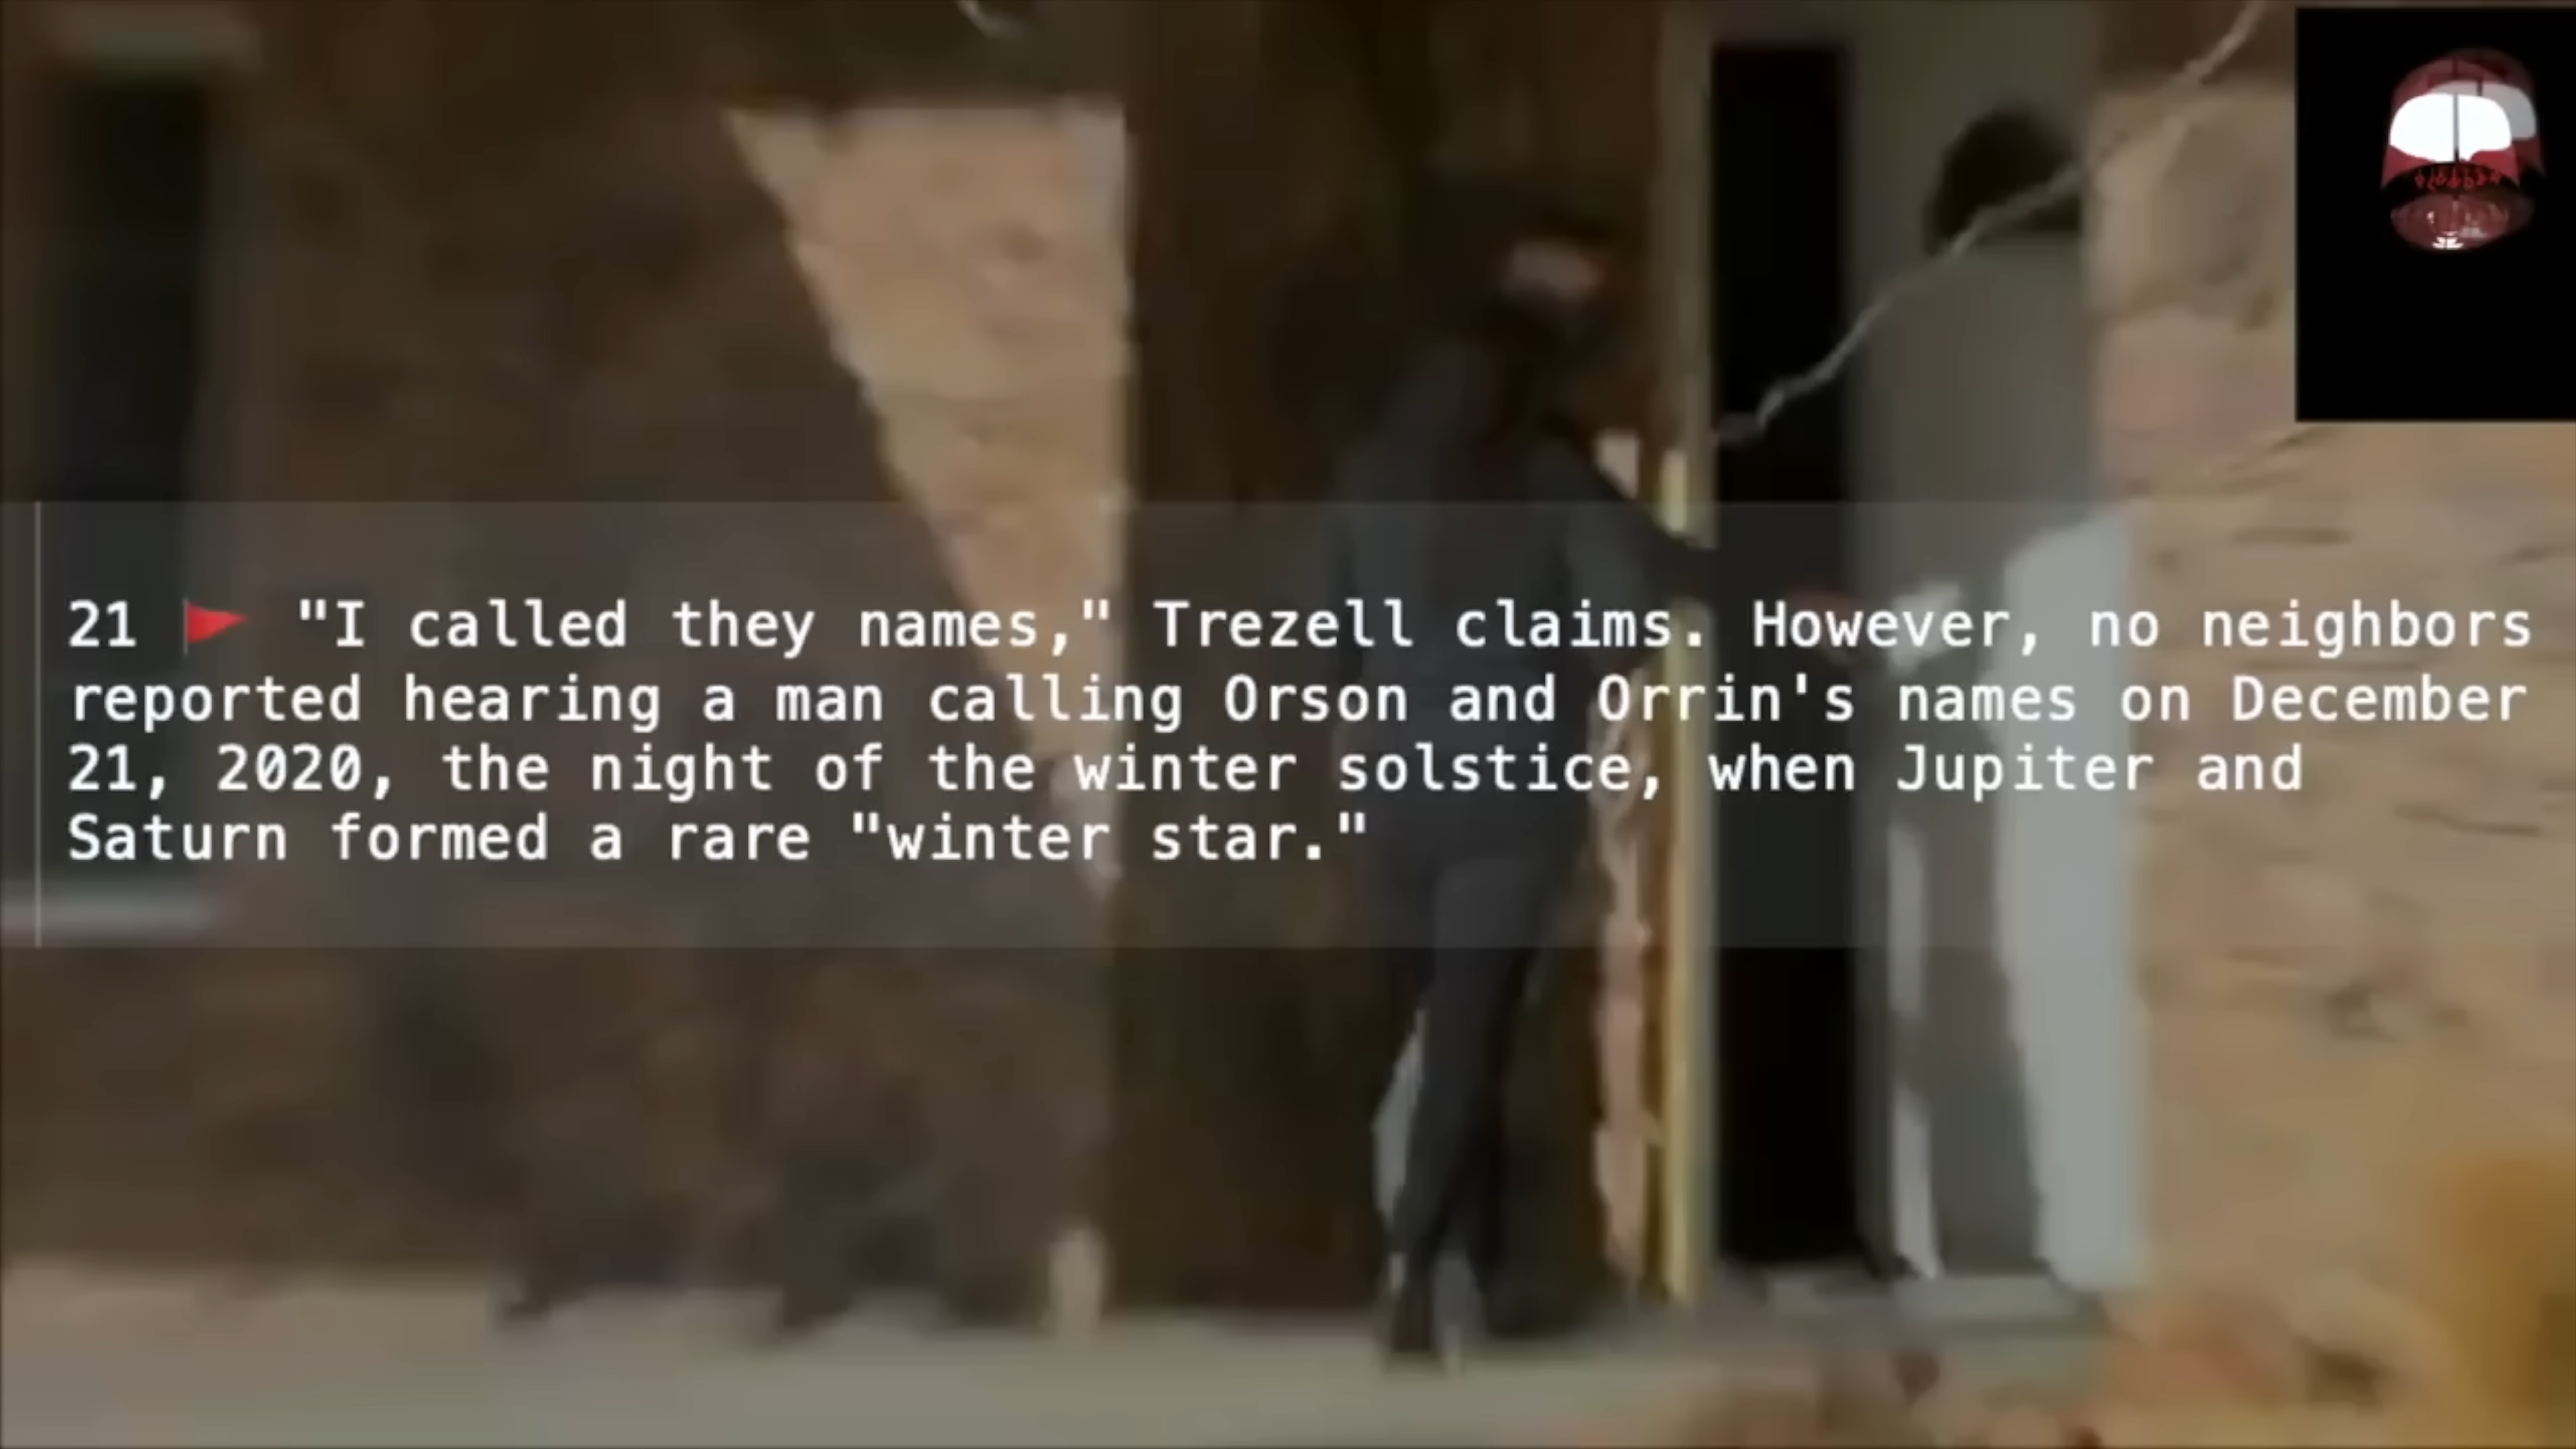 21 🚩 "I called they names," Trezell claims. However, no neighbors
reported hearing a man calling Orson and Orrin's names on December
21, 2020, the night of the winter solstice, when Jupiter and
Saturn formed a rare "winter star."